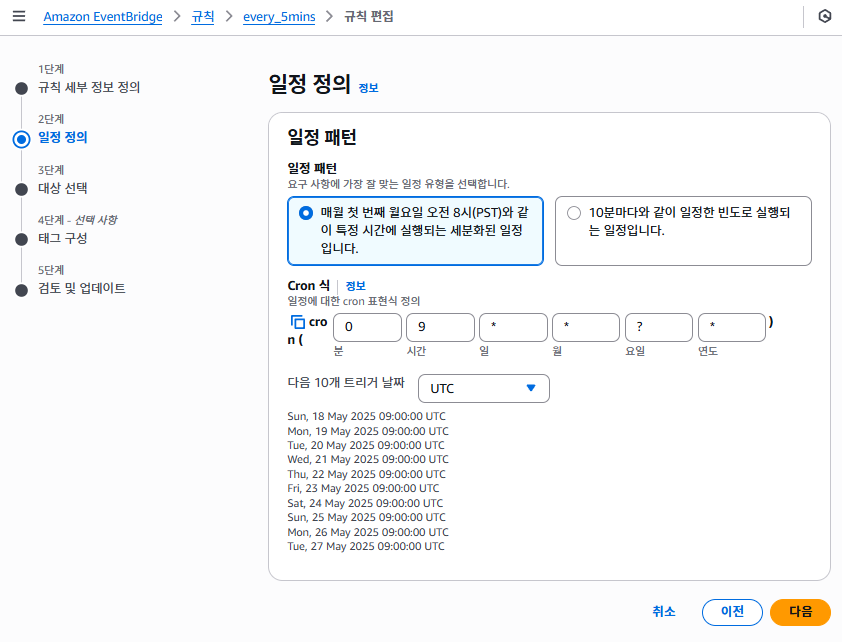 Amazon EventBridge > 규칙 > every_5mins > 규칙 편집
1단계
규칙 세부 정보 정의
2단계
일정 정의
3단계
대상 선택
4단계 - 선택 사항
태그 구성
5단계
검토 및 업데이트
일정 정의 정보
일정 패턴
일정 패턴
요구 사항에 가장 잘 맞는 일정 유형을 선택합니다.
매월 첫 번째 월요일 오전 8시(PST)와 같
이 특정 시간에 실행되는 세분화된 일정
입니다.
10분마다와 같이 일정한 빈도로 실행되
는 일정입니다.
Cron 식 정보
일정에 대한 cron 표현식 정의
cro
n (
0 9 * * ? * )
분 시간 일 월 요일 연도
다음 10개 트리거 날짜 UTC
Sun, 18 May 2025 09:00:00 UTC
Mon, 19 May 2025 09:00:00 UTC
Tue, 20 May 2025 09:00:00 UTC
Wed, 21 May 2025 09:00:00 UTC
Thu, 22 May 2025 09:00:00 UTC
Fri, 23 May 2025 09:00:00 UTC
Sat, 24 May 2025 09:00:00 UTC
Sun, 25 May 2025 09:00:00 UTC
Mon, 26 May 2025 09:00:00 UTC
Tue, 27 May 2025 09:00:00 UTC
취소 이전 다음